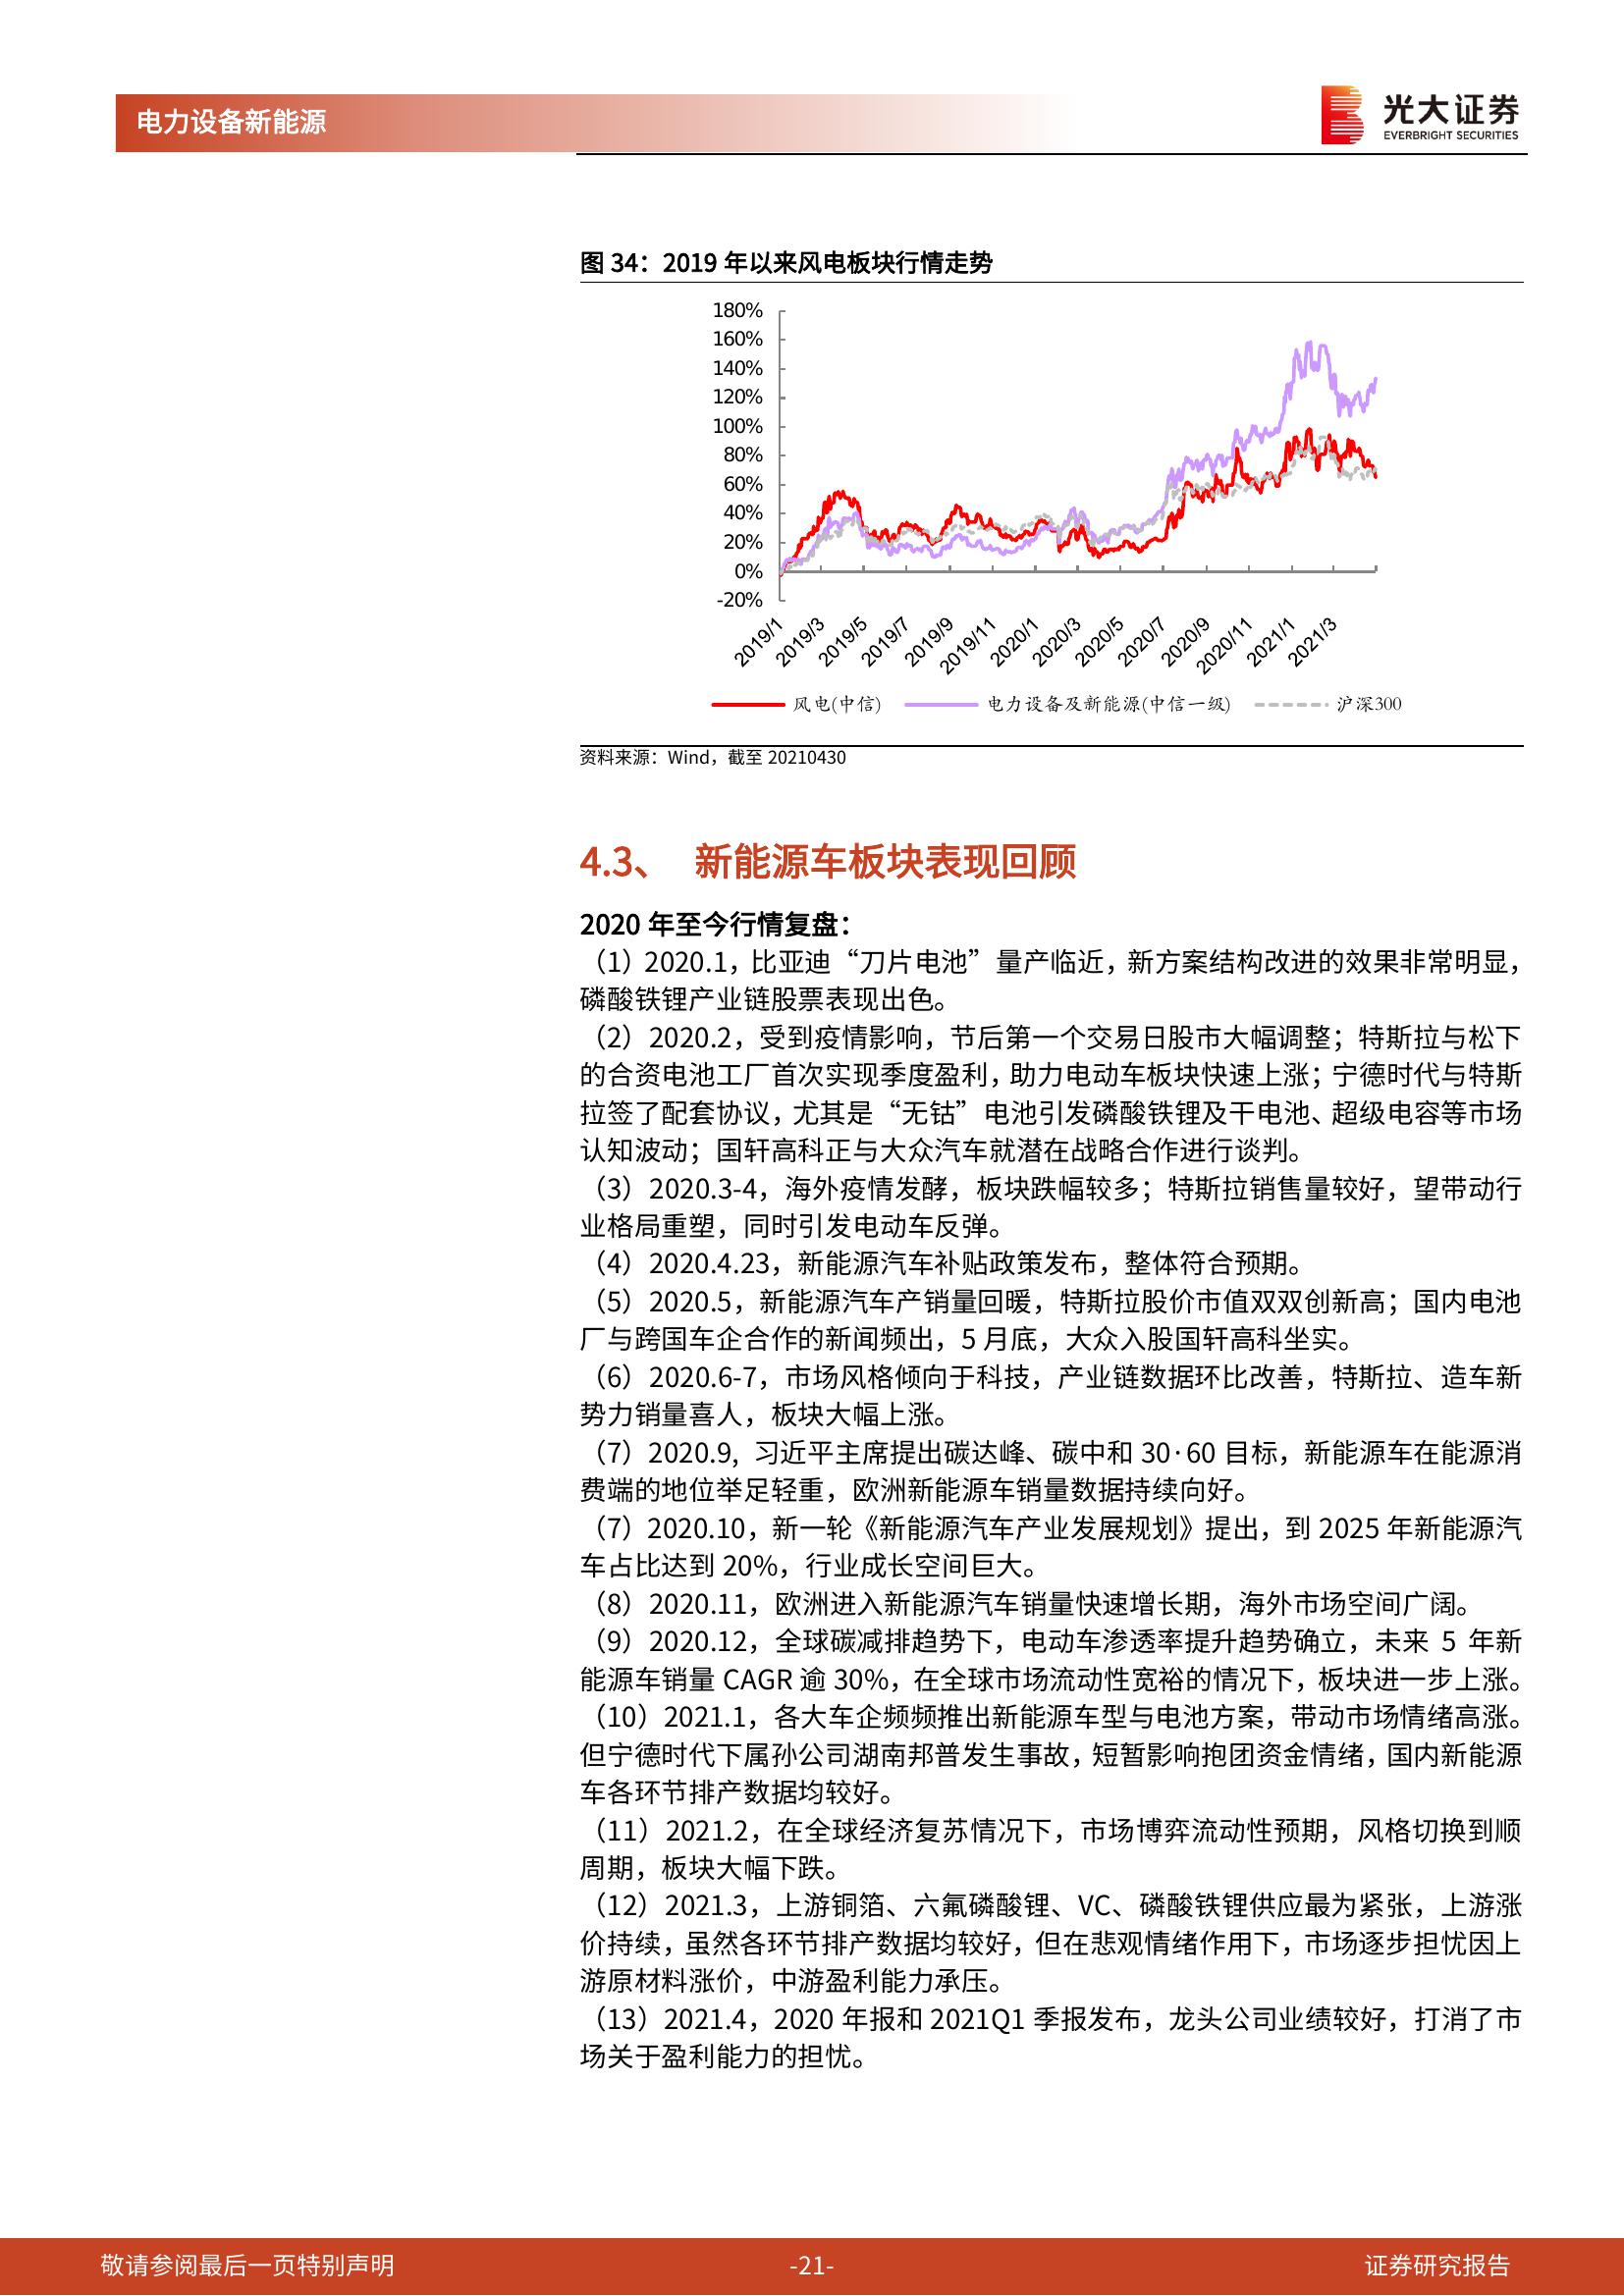 电力设备新能源
光大证券
EVERBRIGHT SECURITIES
图 34：2019 年以来风电板块行情走势
180%
160%
140%
120%
100%
80%
60%
40%
20%
0%
-20%
2019/1
2019/3
2019/5
2019/7
2019/9
2019/11
2020/1
2020/3
2020/5
2020/7
2020/9
2020/11
2021/1
2021/3
风电(中信) 电力设备及新能源(中信一级) 沪深300
资料来源：Wind，截至 20210430
4.3、 新能源车板块表现回顾
2020 年至今行情复盘：
（1）2020.1，比亚迪“刀片电池”量产临近，新方案结构改进的效果非常明显，
磷酸铁锂产业链股票表现出色。
（2）2020.2，受到疫情影响，节后第一个交易日股市大幅调整；特斯拉与松下
的合资电池工厂首次实现季度盈利，助力电动车板块快速上涨；宁德时代与特斯
拉签了配套协议，尤其是“无钴”电池引发磷酸铁锂及干电池、超级电容等市场
认知波动；国轩高科正与大众汽车就潜在战略合作进行谈判。
（3）2020.3-4，海外疫情发酵，板块跌幅较多；特斯拉销售量较好，望带动行
业格局重塑，同时引发电动车反弹。
（4）2020.4.23，新能源汽车补贴政策发布，整体符合预期。
（5）2020.5，新能源汽车产销量回暖，特斯拉股价市值双双创新高；国内电池
厂与跨国车企合作的新闻频出，5 月底，大众入股国轩高科坐实。
（6）2020.6-7，市场风格倾向于科技，产业链数据环比改善，特斯拉、造车新
势力销量喜人，板块大幅上涨。
（7）2020.9, 习近平主席提出碳达峰、碳中和 30·60 目标，新能源车在能源消
费端的地位举足轻重，欧洲新能源车销量数据持续向好。
（7）2020.10，新一轮《新能源汽车产业发展规划》提出，到 2025 年新能源汽
车占比达到 20%，行业成长空间巨大。
（8）2020.11，欧洲进入新能源汽车销量快速增长期，海外市场空间广阔。
（9）2020.12，全球碳减排趋势下，电动车渗透率提升趋势确立，未来 5 年新
能源车销量 CAGR 逾 30%，在全球市场流动性宽裕的情况下，板块进一步上涨。
（10）2021.1，各大车企频频推出新能源车型与电池方案，带动市场情绪高涨。
但宁德时代下属孙公司湖南邦普发生事故，短暂影响抱团资金情绪，国内新能源
车各环节排产数据均较好。
（11）2021.2，在全球经济复苏情况下，市场博弈流动性预期，风格切换到顺
周期，板块大幅下跌。
（12）2021.3，上游铜箔、六氟磷酸锂、VC、磷酸铁锂供应最为紧张，上游涨
价持续，虽然各环节排产数据均较好，但在悲观情绪作用下，市场逐步担忧因上
游原材料涨价，中游盈利能力承压。
（13）2021.4，2020 年报和 2021Q1 季报发布，龙头公司业绩较好，打消了市
场关于盈利能力的担忧。
敬请参阅最后一页特别声明 -21- 证券研究报告